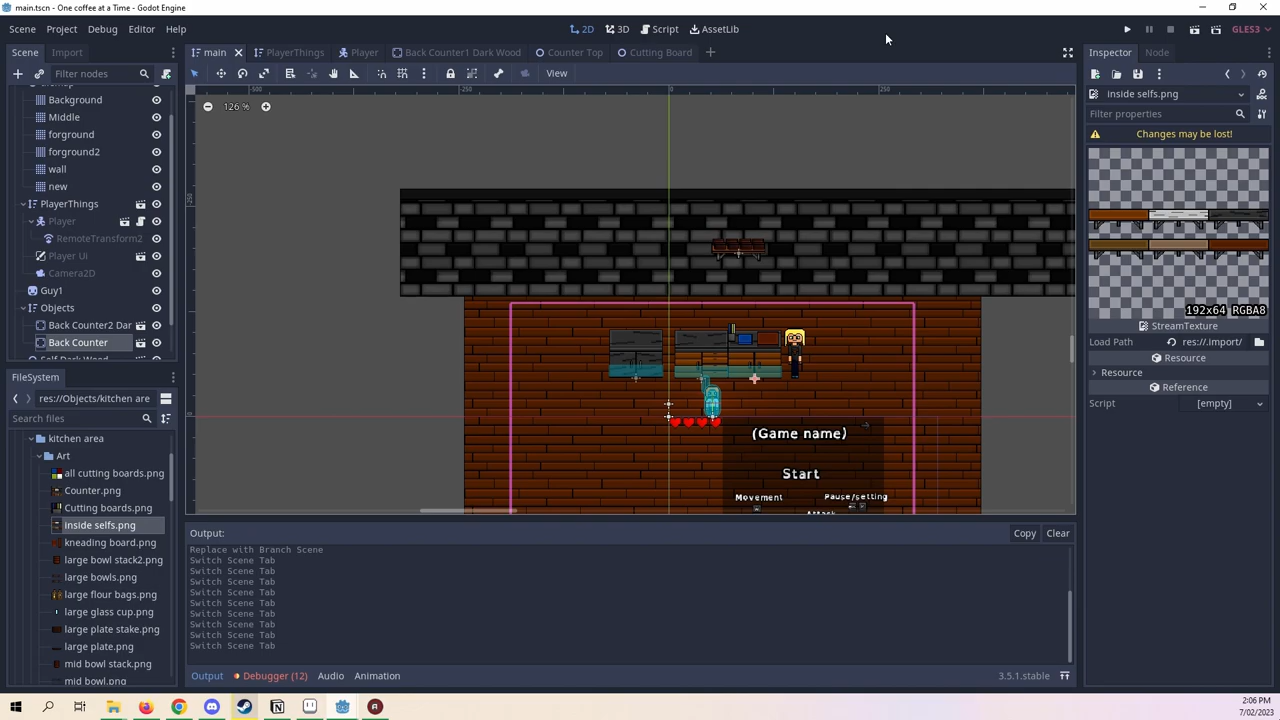 main.tscn - One coffee at a Time - Godot Engine
Scene Project Debug Editor Help
2D 3D Script AssetLib
GLES3
Scene Import
main PlayerThings Player Back Counter1 Dark Wood Counter Top Cutting Board
Inspector Node
Filter nodes
View
-500 -250 0 250
126 %
inside selfs.png
Filter properties
Changes may be lost!
Background
Middle
forground
forground2
wall
new
PlayerThings
Player
RemoteTransform2
Player Ui
Camera2D
Guy1
Objects
Back Counter2 Dar
Back Counter
192x64 RGBA8
StreamTexture
Load Path res://.import/
Resource
Resource
Reference
Script [empty]
(Game name)
Start
Movement Pause/setting
Attack
FileSystem
res://Objects/kitchen are
Search files
kitchen area
Art
all cutting boards.png
Counter.png
Cutting boards.png
inside selfs.png
kneading board.png
large bowl stack2.png
large bowls.png
large flour bags.png
large glass cup.png
large plate stake.png
large plate.png
mid bowl stack.png
mid bowl.png
Output: Copy Clear
Replace with Branch Scene
Switch Scene Tab
Switch Scene Tab
Switch Scene Tab
Switch Scene Tab
Switch Scene Tab
Switch Scene Tab
Switch Scene Tab
Switch Scene Tab
Switch Scene Tab
Output Debugger (12) Audio Animation 3.5.1.stable
2:06 PM
7/02/2023